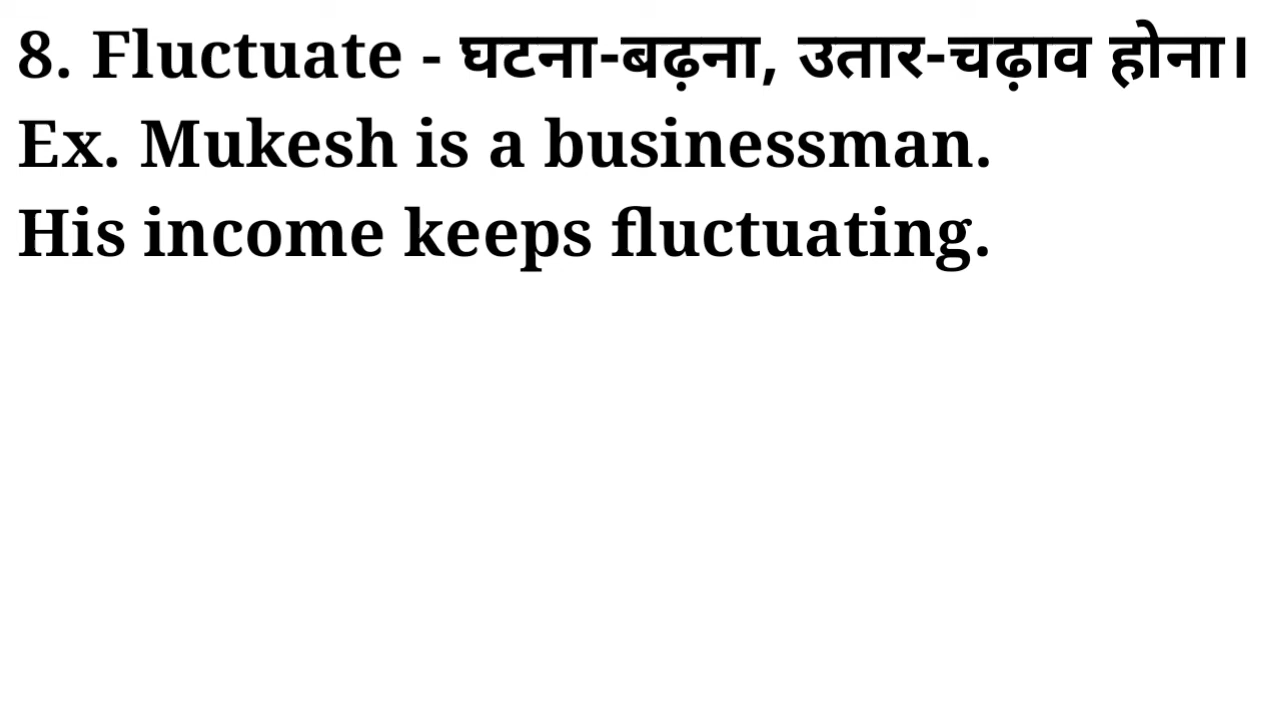 8. Fluctuate - घटना-बढ़ना, उतार-चढ़ाव होना।
Ex. Mukesh is a businessman.
His income keeps fluctuating.